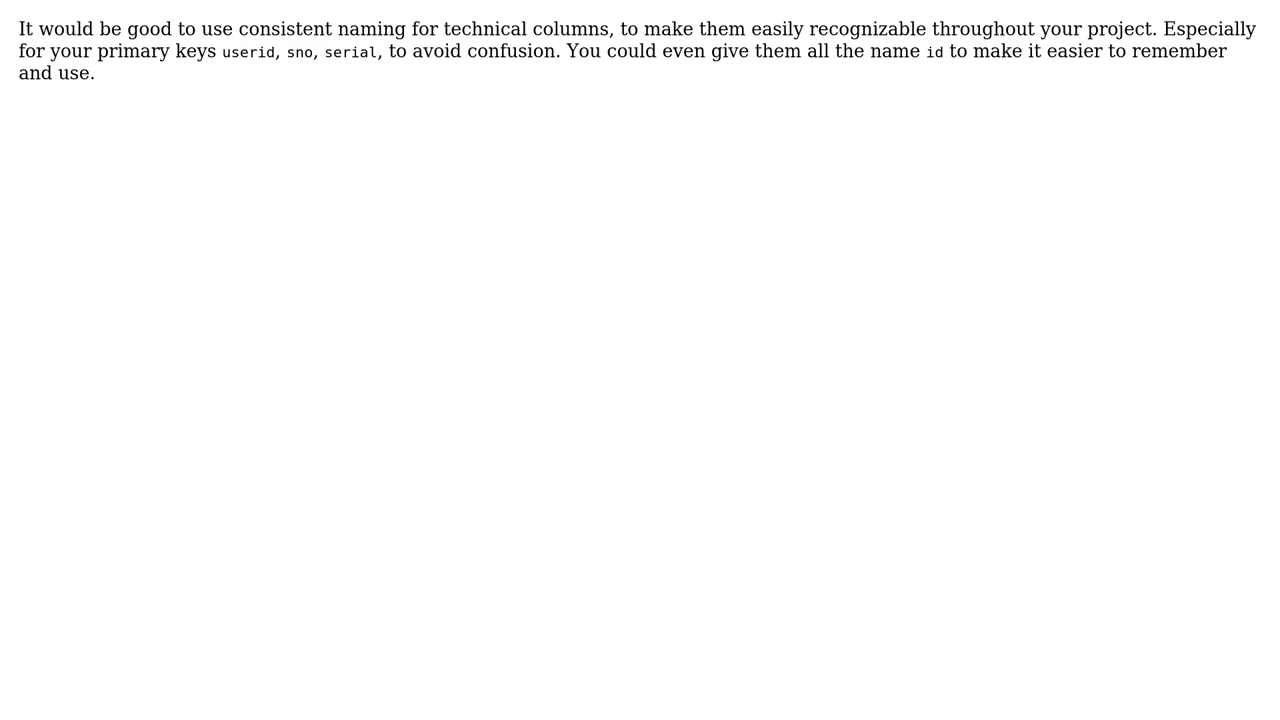 It would be good to use consistent naming for technical columns, to make them easily recognizable throughout your project. Especially
for your primary keys userid, sno, serial, to avoid confusion. You could even give them all the name id to make it easier to remember
and use.